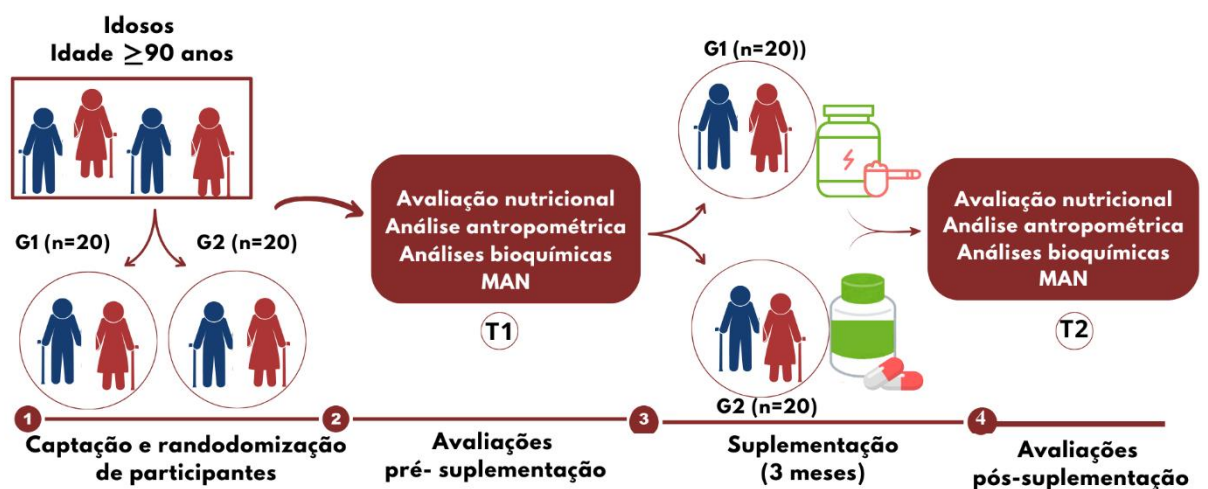 Idosos
Idade ≥90 anos
G1 (n=20)
G2 (n=20)
Avaliação nutricional
Análise antropométrica
Análises bioquímicas
MAN
T1
G1 (n=20))
G2 (n=20)
Avaliação nutricional
Análise antropométrica
Análises bioquímicas
MAN
T2
1
Captação e randodomização
de participantes
2
Avaliações
pré- suplementação
3
Suplementação
(3 meses)
4
Avaliações
pós-suplementação